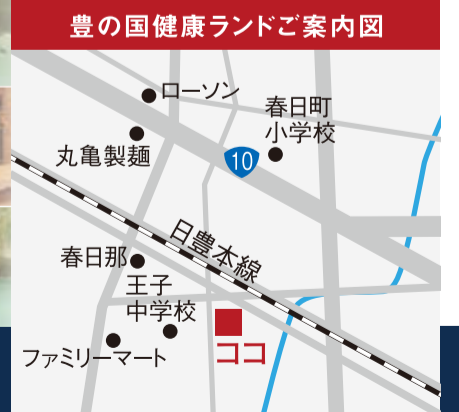 豊の国健康ランドご案内図
ローソン
春日町
小学校
丸亀製麺
10
日豊本線
春日那
王子
中学校
ココ
ファミリーマート